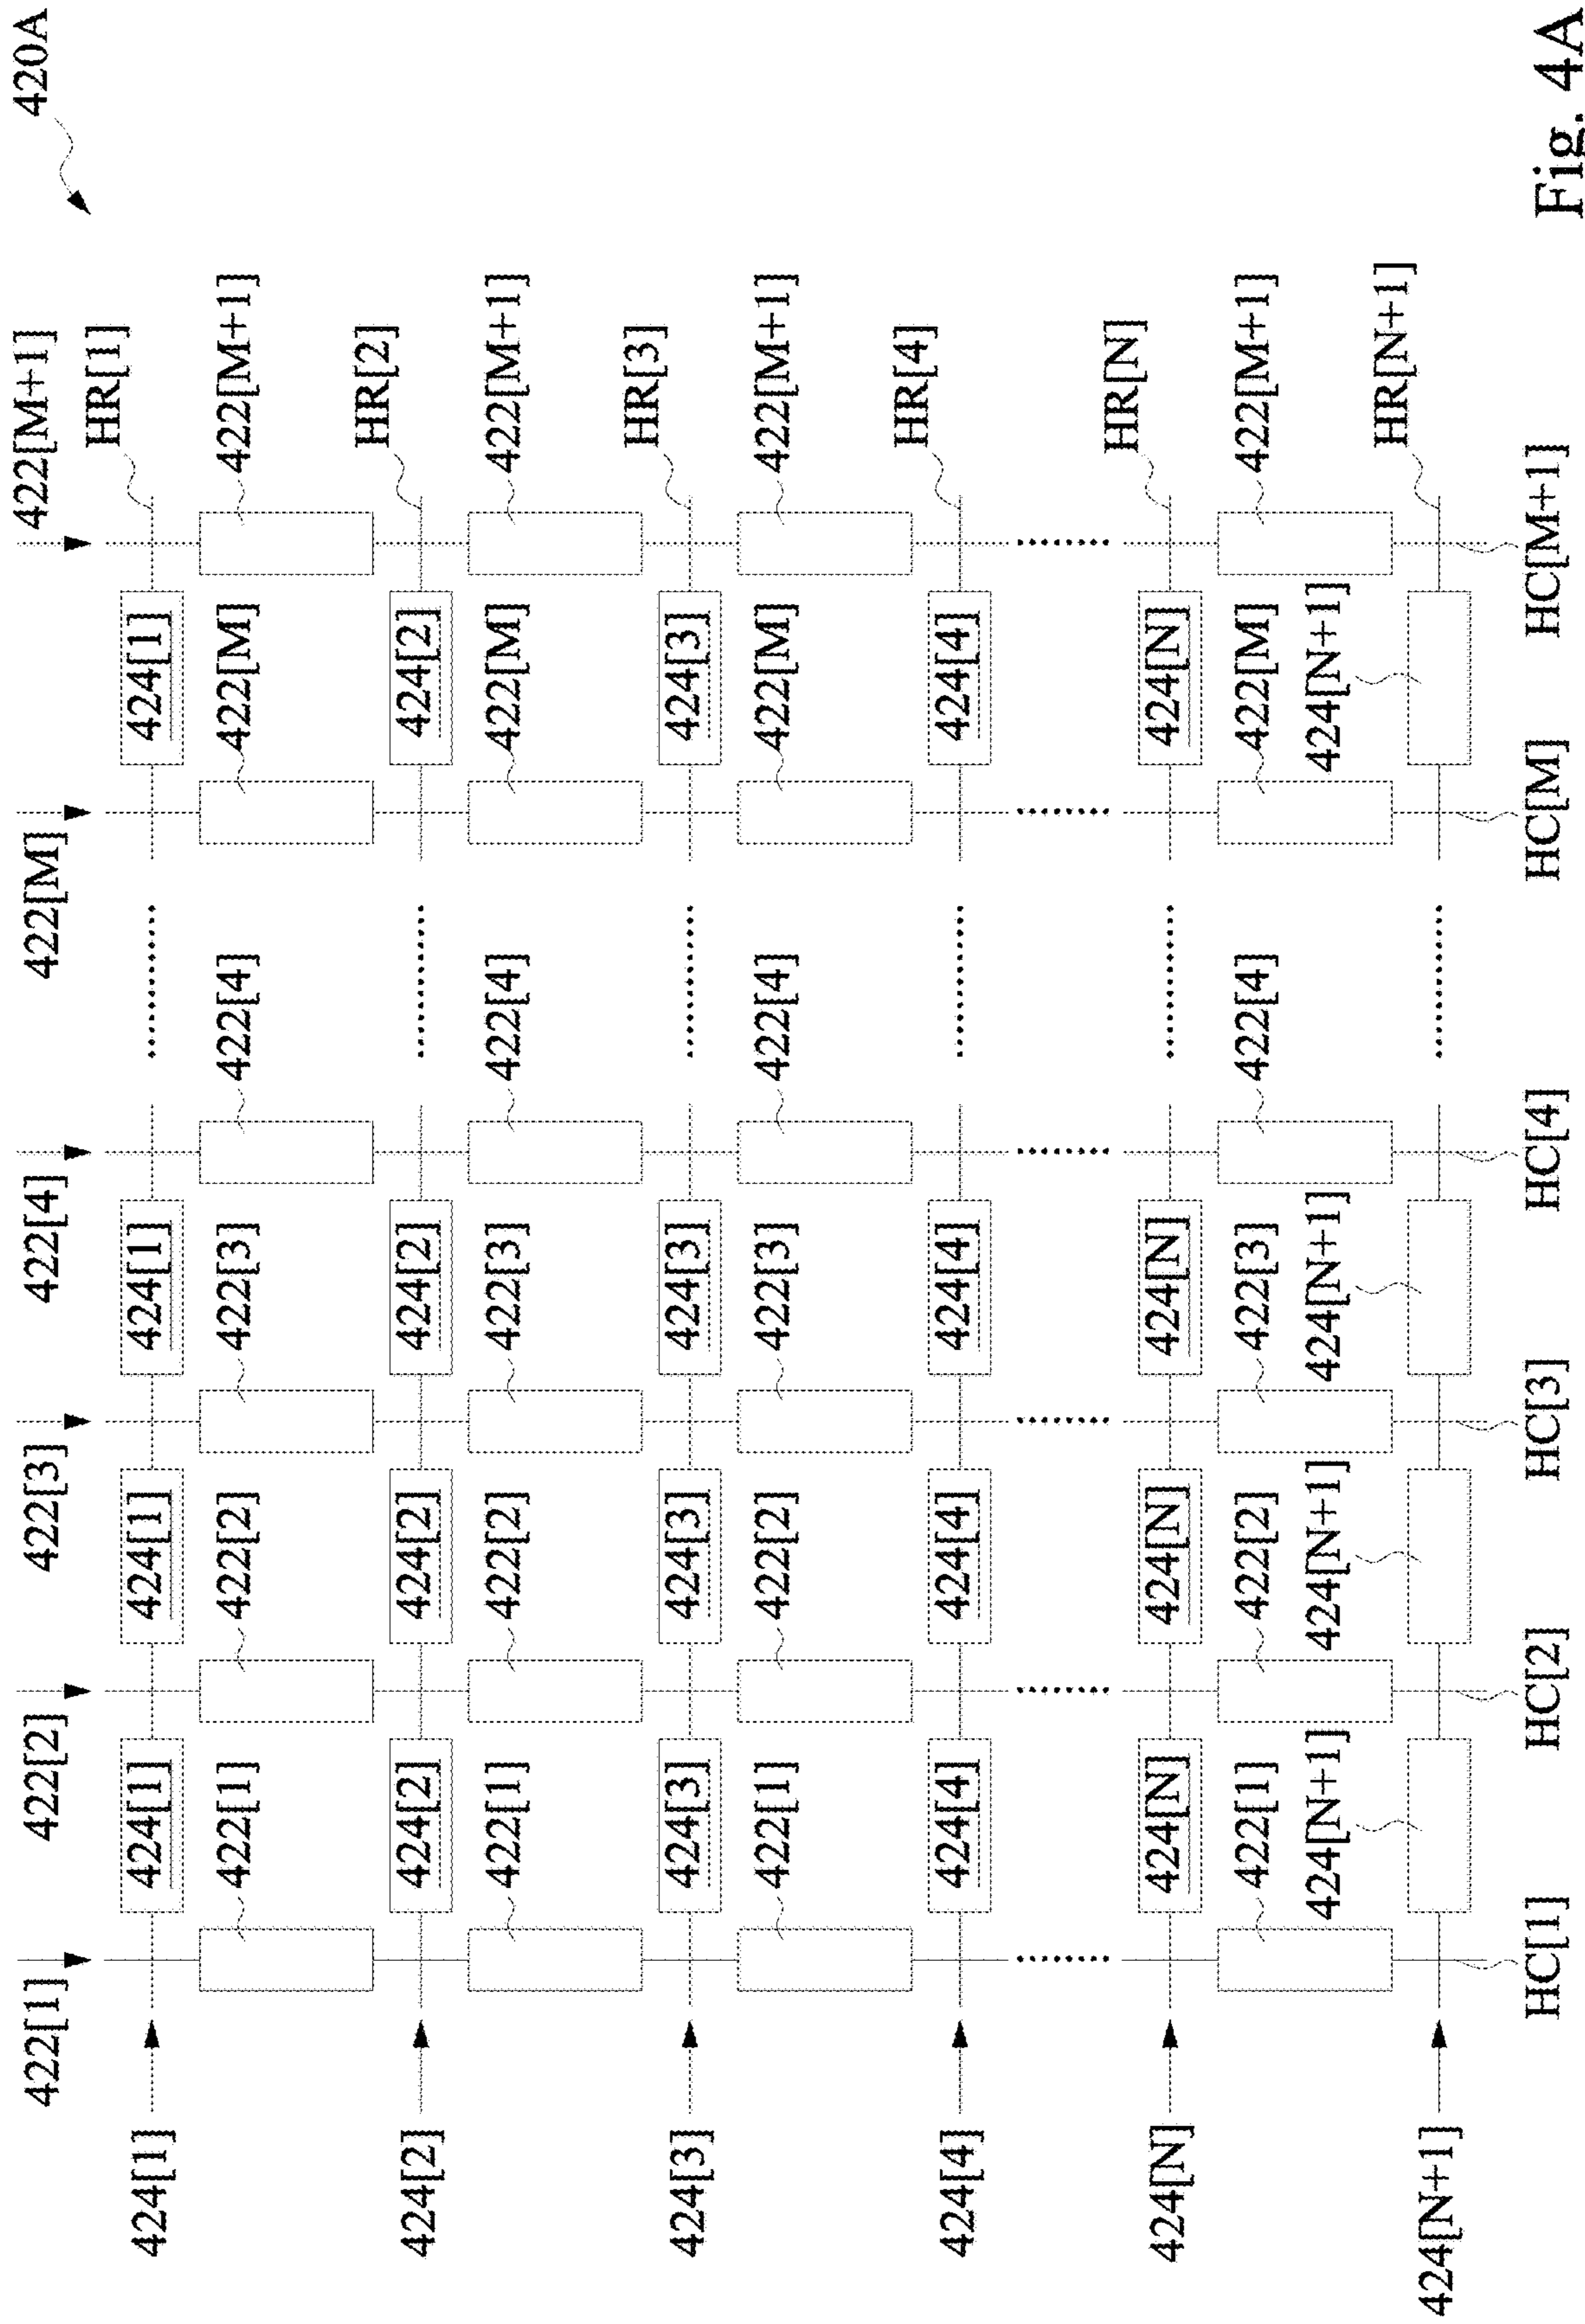 422[1] 422[2] 422[3] 422[4] 422[M] 422[M+1] 420A
HR[1]
424[1] 424[1] 424[1] 424[1] 424[1]
422[1] 422[2] 422[3] 422[4] 422[M] 422[M+1]
HR[2]
424[2] 424[2] 424[2] 424[2] 424[2]
422[1] 422[2] 422[3] 422[4] 422[M] 422[M+1]
HR[3]
424[3] 424[3] 424[3] 424[3] 424[3]
422[1] 422[2] 422[3] 422[4] 422[M] 422[M+1]
HR[4]
424[4] 424[4] 424[4] 424[4] 424[4]
HR[N]
424[N] 424[N] 424[N] 424[N] 424[N]
422[1] 422[2] 422[3] 422[4] 422[M] 422[M+1]
424[N+1] 424[N+1] 424[N+1] 424[N+1]
HR[N+1]
424[N+1]
HC[1] HC[2] HC[3] HC[4] HC[M] HC[M+1]
Fig. 4A